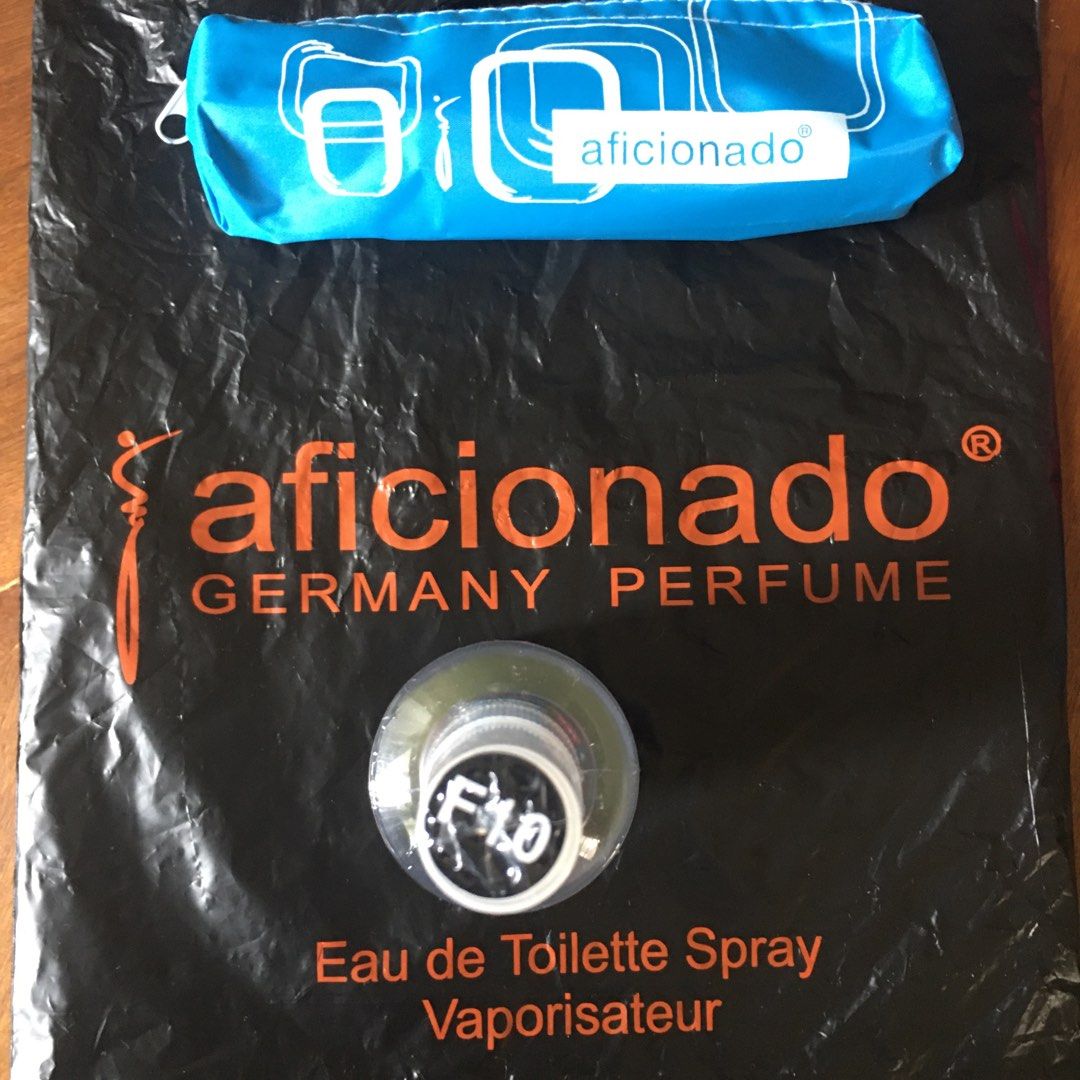 aficionado®
aficionado®
GERMANY PERFUME
F10
Eau de Toilette Spray
Vaporisateur